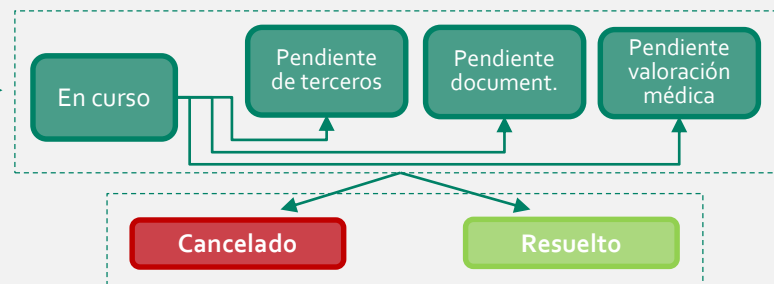 En curso
Pendiente
de terceros
Pendiente
document.
Pendiente
valoración
médica
Cancelado
Resuelto